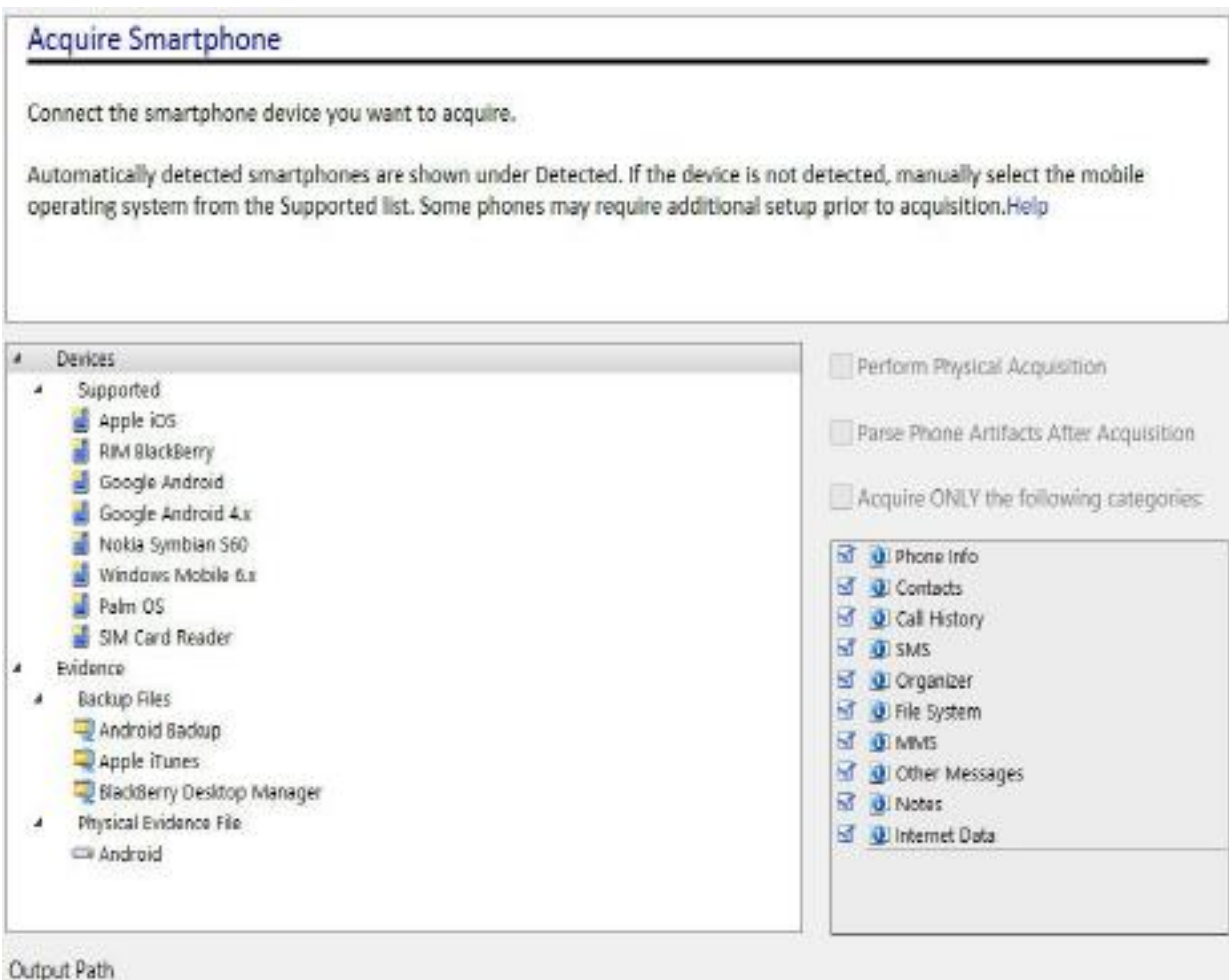 Acquire Smartphone
Connect the smartphone device you want to acquire.
Automatically detected smartphones are shown under Detected. If the device is not detected, manually select the mobile
operating system from the Supported list. Some phones may require additional setup prior to acquisition.Help
Devices
Supported
Apple iOS
RIM BlackBerry
Google Android
Google Android 4.x
Nokia Symbian S60
Windows Mobile 6.x
Palm OS
SIM Card Reader
Evidence
Backup Files
Android Backup
Apple iTunes
BlackBerry Desktop Manager
Physical Evidence File
Android
Perform Physical Acquisition
Parse Phone Artifacts After Acquisition
Acquire ONLY the following categories:
Phone Info
Contacts
Call History
SMS
Organizer
File System
MMS
Other Messages
Notes
Internet Data
Output Path